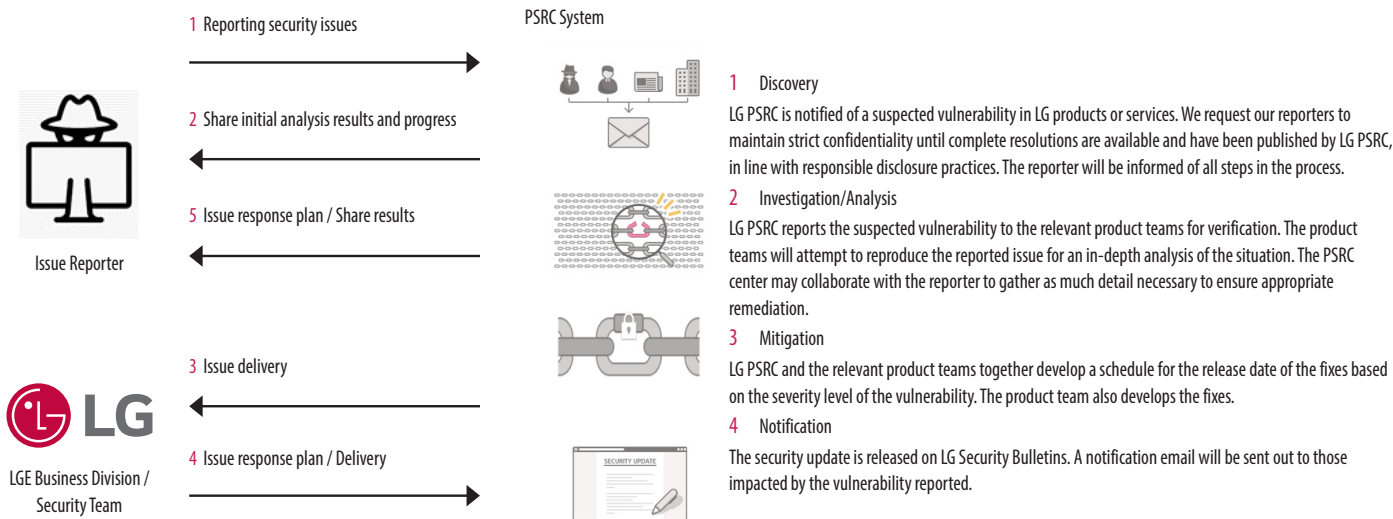 1 Reporting security issues
2 Share initial analysis results and progress
5 Issue response plan / Share results
Issue Reporter
3 Issue delivery
LG
4 Issue response plan / Delivery
LGE Business Division /
Security Team
PSRC System
SECURITY UPDATE
1 Discovery
LG PSRC is notified of a suspected vulnerability in LG products or services. We request our reporters to
maintain strict confidentiality until complete resolutions are available and have been published by LG PSRC,
in line with responsible disclosure practices. The reporter will be informed of all steps in the process.
2 Investigation/Analysis
LG PSRC reports the suspected vulnerability to the relevant product teams for verification. The product
teams will attempt to reproduce the reported issue for an in-depth analysis of the situation. The PSRC
center may collaborate with the reporter to gather as much detail necessary to ensure appropriate
remediation.
3 Mitigation
LG PSRC and the relevant product teams together develop a schedule for the release date of the fixes based
on the severity level of the vulnerability. The product team also develops the fixes.
4 Notification
The security update is released on LG Security Bulletins. A notification email will be sent out to those
impacted by the vulnerability reported.